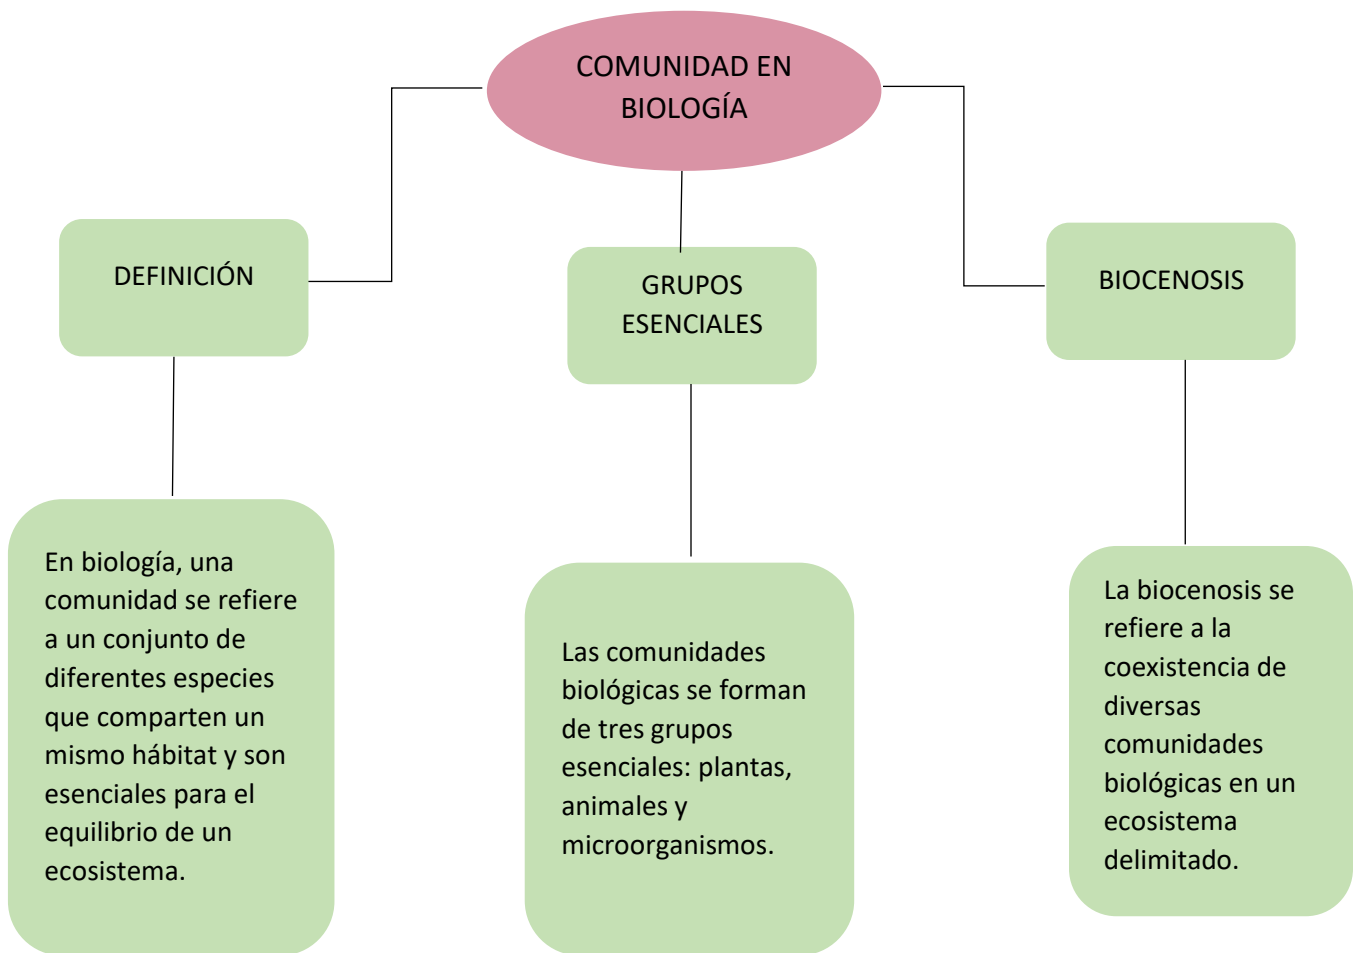 COMUNIDAD EN
BIOLOGÍA
DEFINICIÓN
GRUPOS
ESENCIALES
BIOCENOSIS
En biología, una
comunidad se refiere
a un conjunto de
diferentes especies
que comparten un
mismo hábitat y son
esenciales para el
equilibrio de un
ecosistema.
Las comunidades
biológicas se forman
de tres grupos
esenciales: plantas,
animales y
microorganismos.
La biocenosis se
refiere a la
coexistencia de
diversas
comunidades
biológicas en un
ecosistema
delimitado.